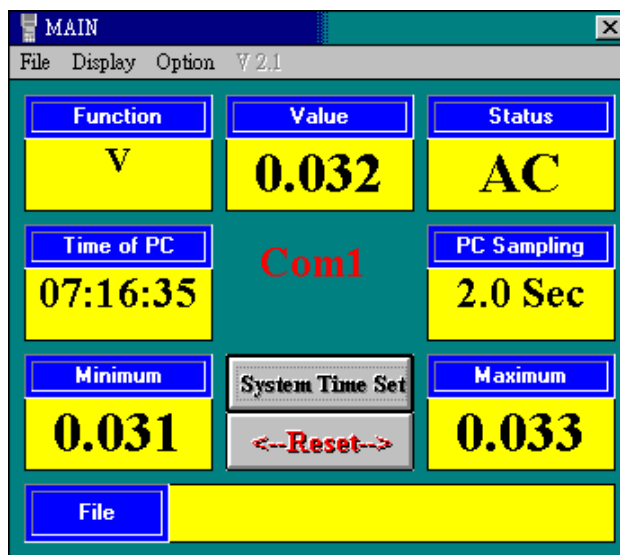 MAIN
File Display Option V 2.1
Function Value Status
V 0.032 AC
Time of PC Com1 PC Sampling
07:16:35 2.0 Sec
Minimum System Time Set Maximum
0.031 <--Reset--> 0.033
File